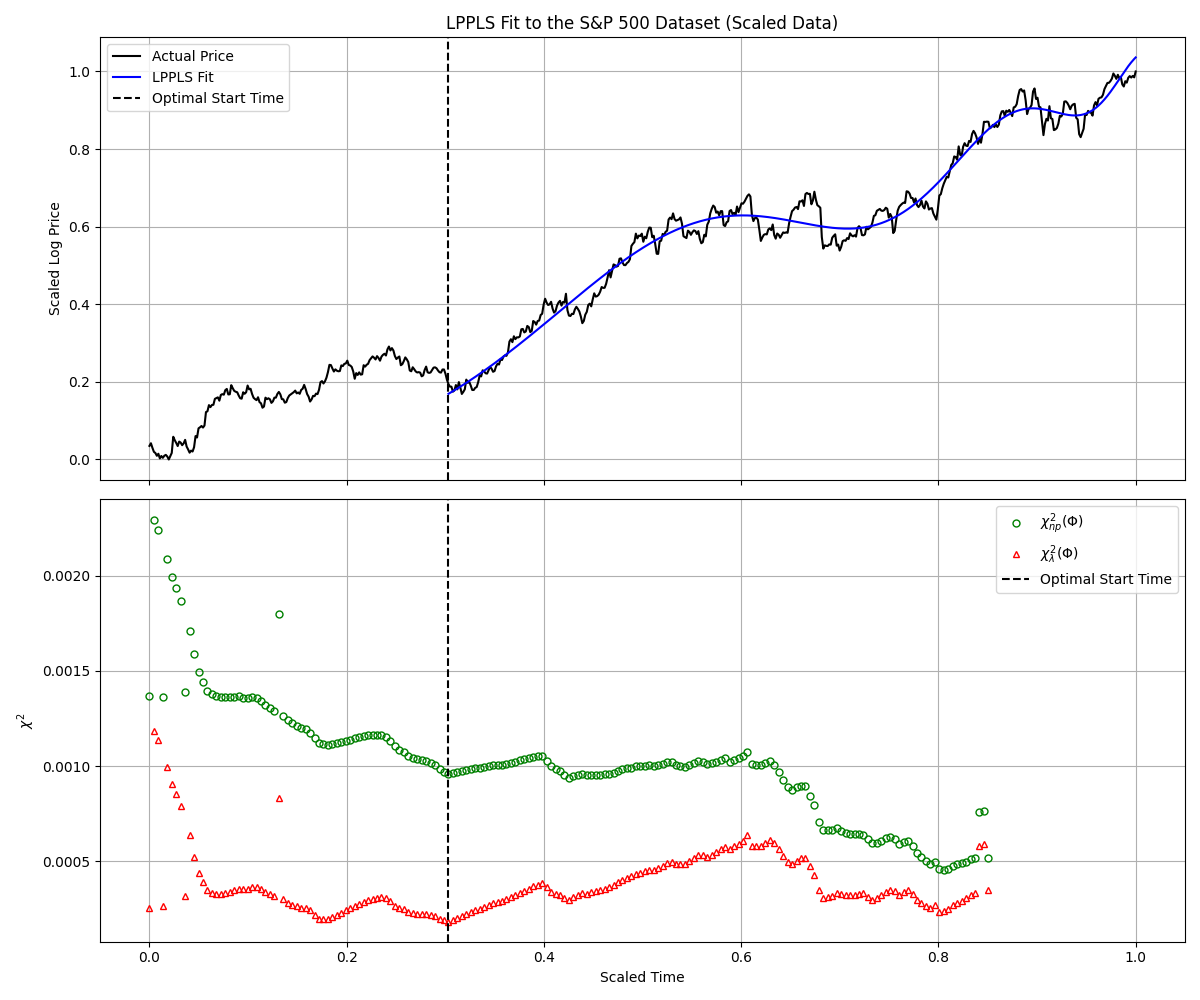 LPPLS Fit to the S&P 500 Dataset (Scaled Data)
Actual Price
LPPLS Fit
Optimal Start Time
Scaled Log Price
1.0
0.8
0.6
0.4
0.2
0.0
χ²ₙₚ(Φ)
χ²λ(Φ)
Optimal Start Time
χ²
0.0020
0.0015
0.0010
0.0005
0.0 0.2 0.4 0.6 0.8 1.0
Scaled Time